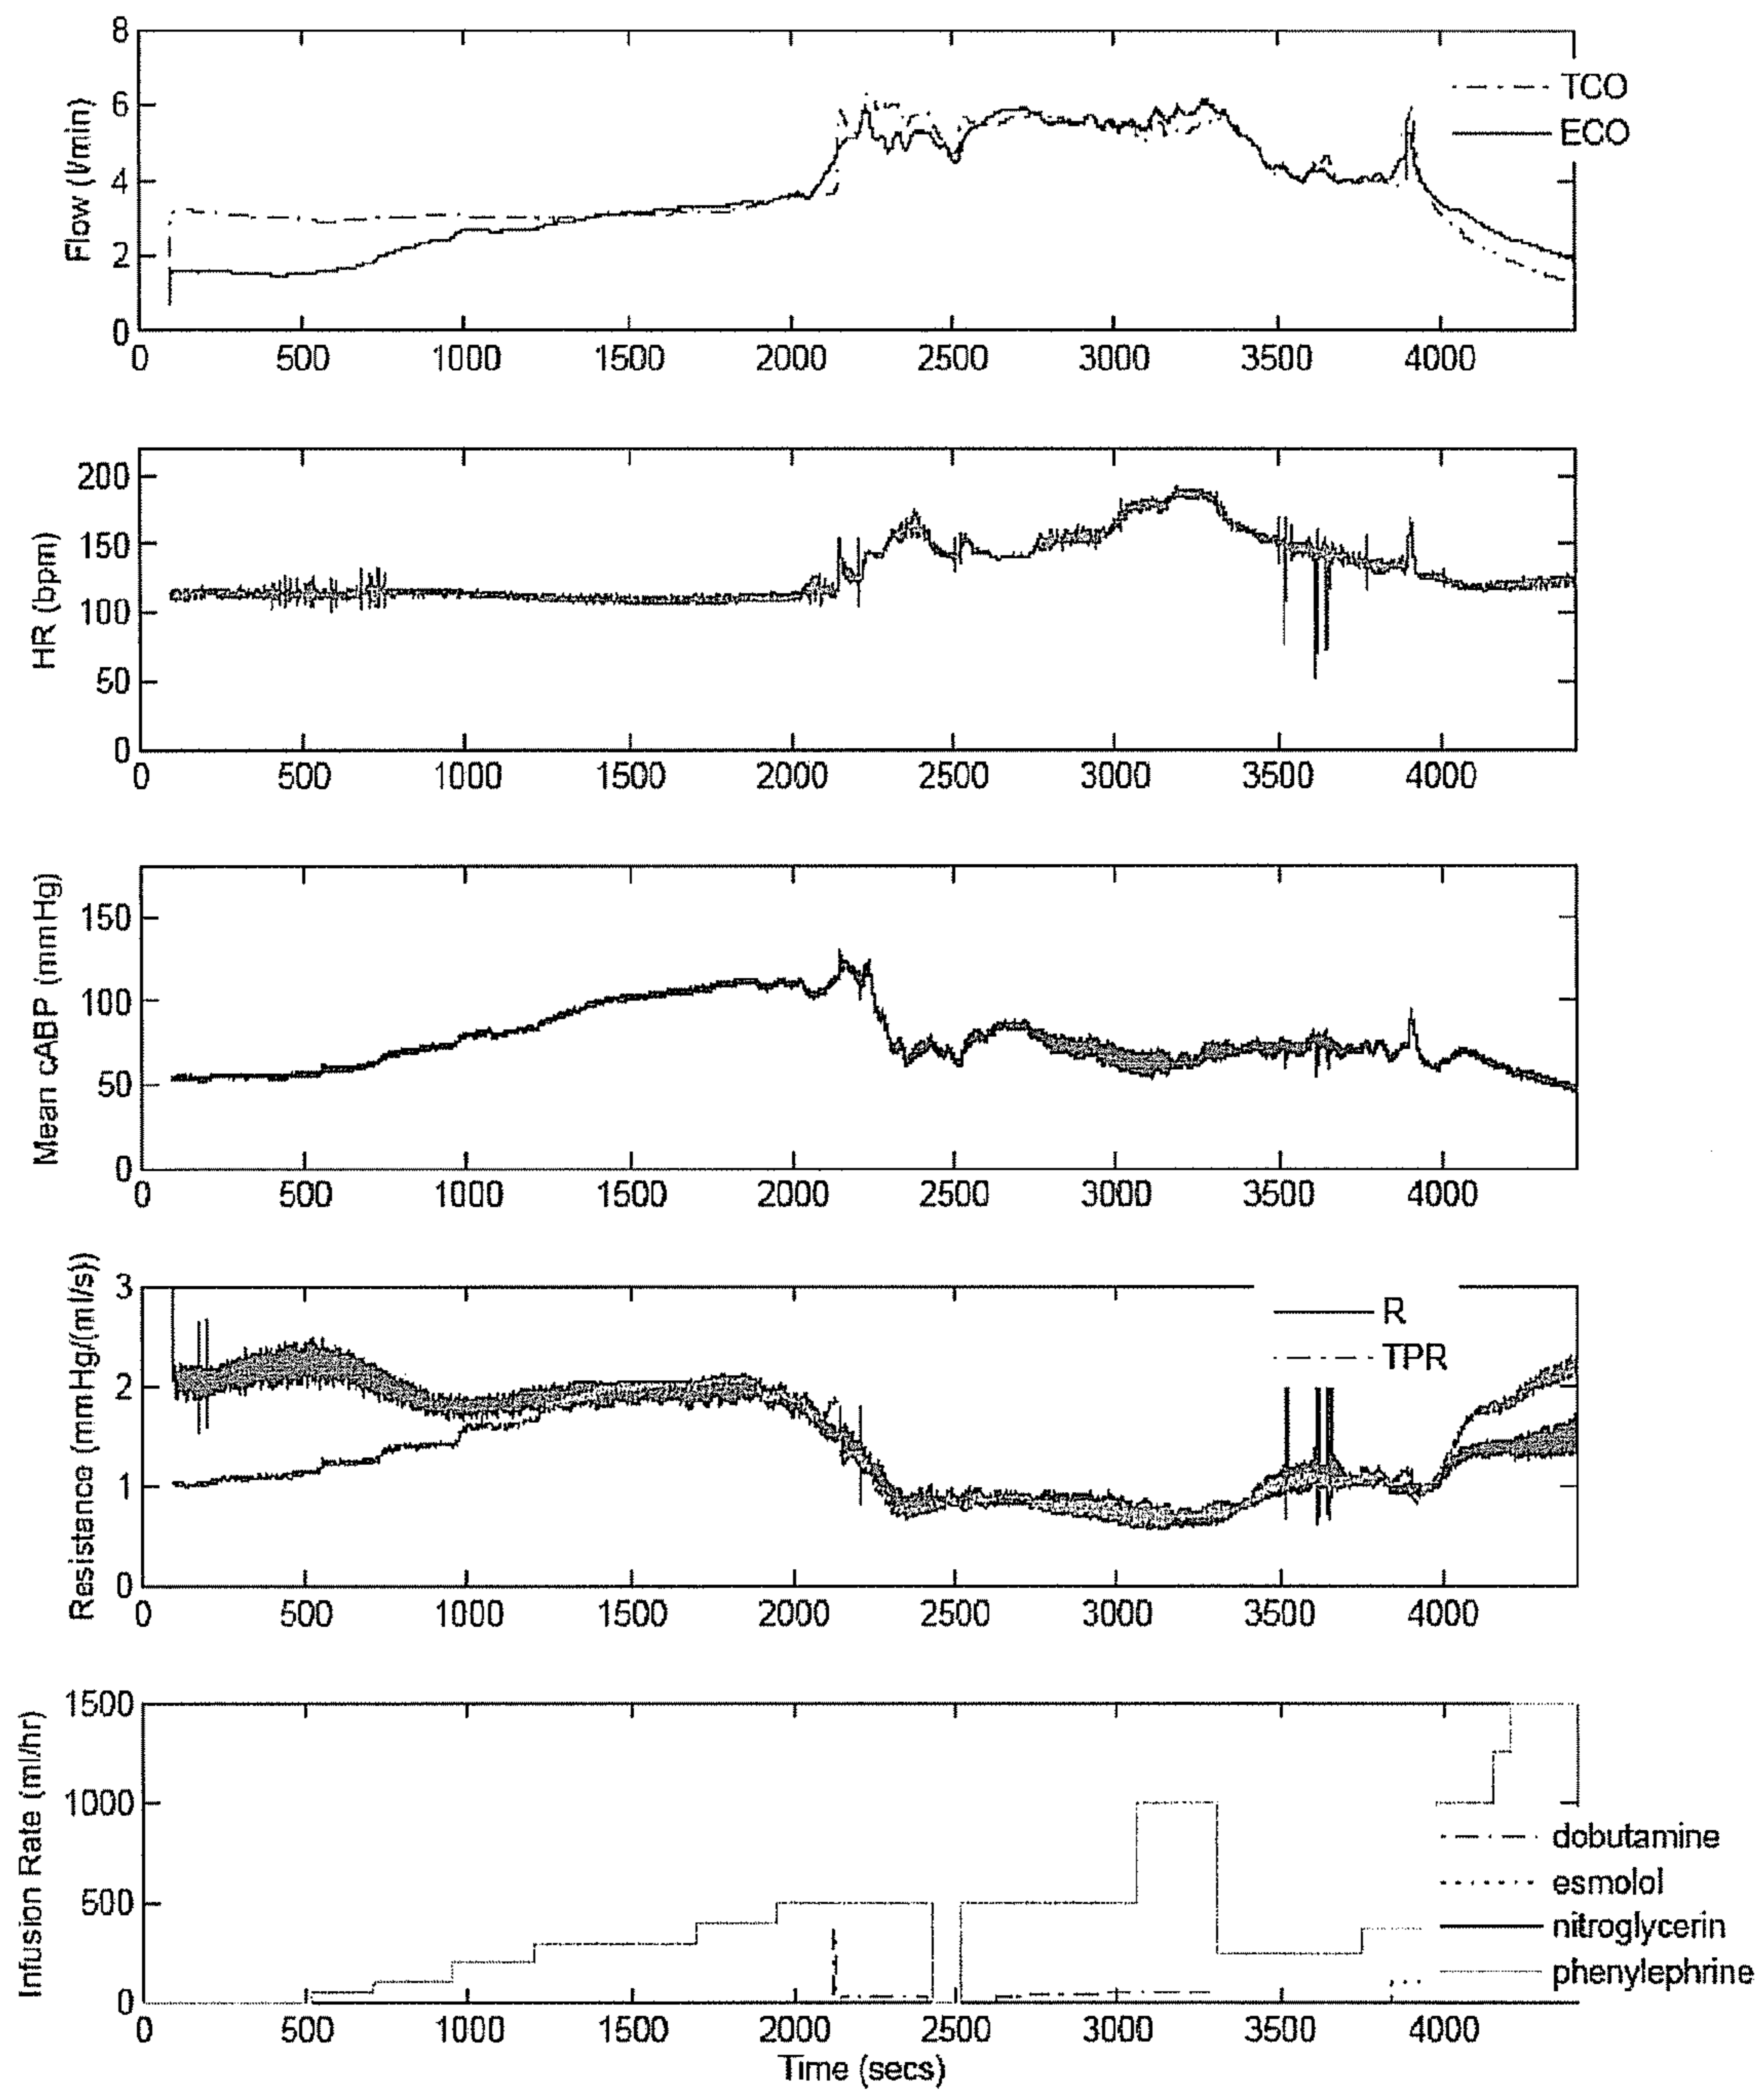 8
6
4
2
0
Flow (l/min)
TCO
ECO
0 500 1000 1500 2000 2500 3000 3500 4000
200
150
100
50
0
HR (bpm)
0 500 1000 1500 2000 2500 3000 3500 4000
150
100
50
0
Mean cABP (mmHg)
0 500 1000 1500 2000 2500 3000 3500 4000
3
2
1
0
Resistance (mmHg/(ml/s))
R
TPR
0 500 1000 1500 2000 2500 3000 3500 4000
1500
1000
500
0
Infusion Rate (ml/hr)
dobutamine
esmolol
nitroglycerin
phenylephrine
0 500 1000 1500 2000 2500 3000 3500 4000
Time (secs)